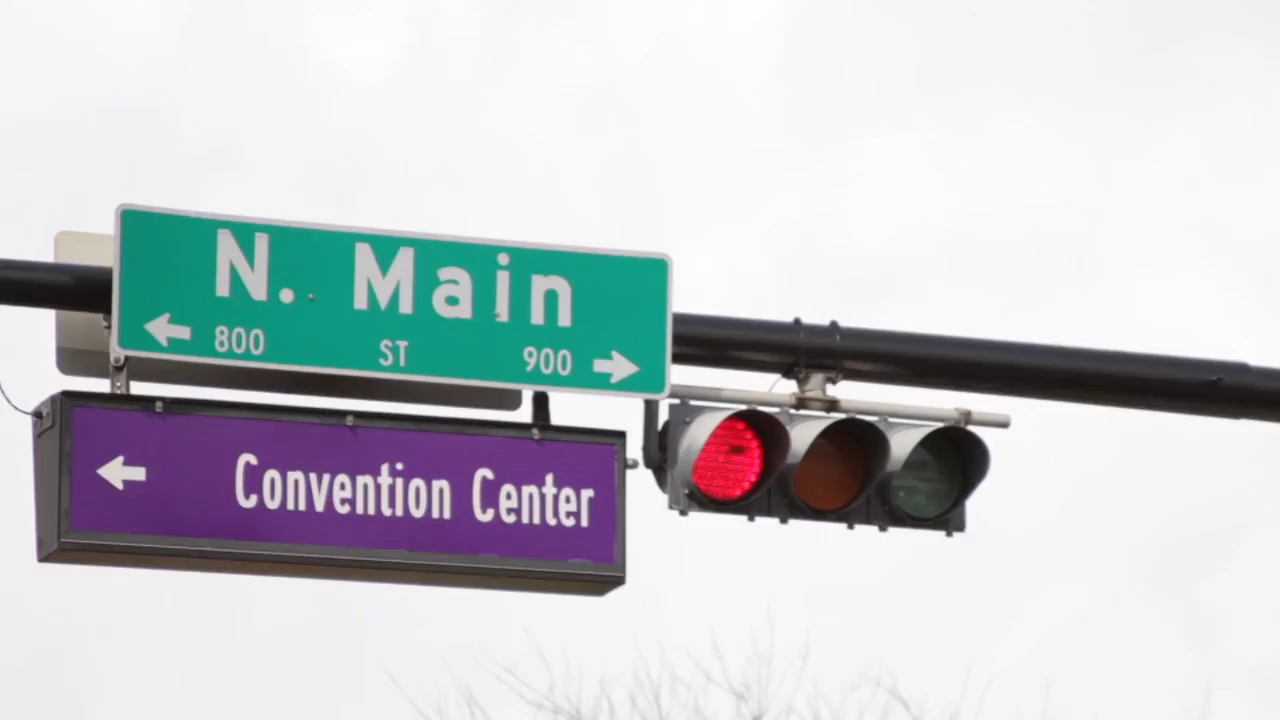 N. Main
← 800 ST 900 →
← Convention Center